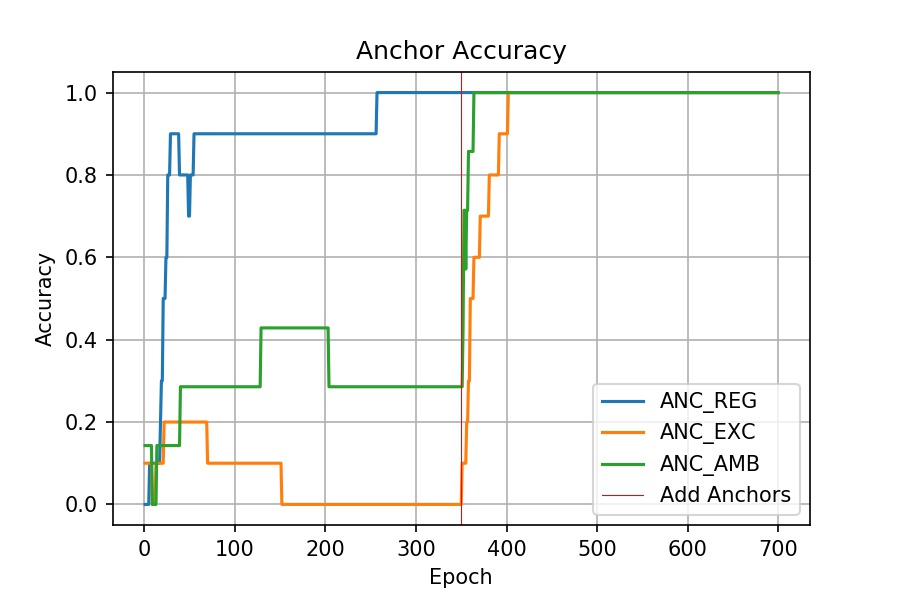 Anchor Accuracy
1.0
0.8
0.6
0.4
0.2
0.0
Accuracy
0 100 200 300 400 500 600 700
Epoch
ANC_REG
ANC_EXC
ANC_AMB
Add Anchors